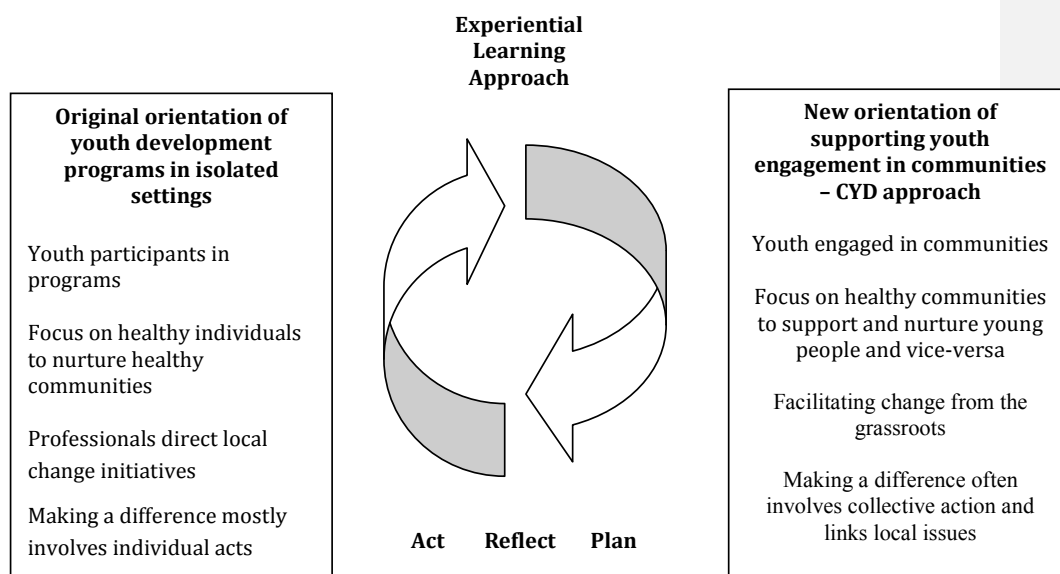 Experiential
Learning
Approach
Original orientation of
youth development
programs in isolated
settings
Youth participants in
programs
Focus on healthy individuals
to nurture healthy
communities
Professionals direct local
change initiatives
Making a difference mostly
involves individual acts
Act Reflect Plan
New orientation of
supporting youth
engagement in communities
– CYD approach
Youth engaged in communities
Focus on healthy communities
to support and nurture young
people and vice-versa
Facilitating change from the
grassroots
Making a difference often
involves collective action and
links local issues